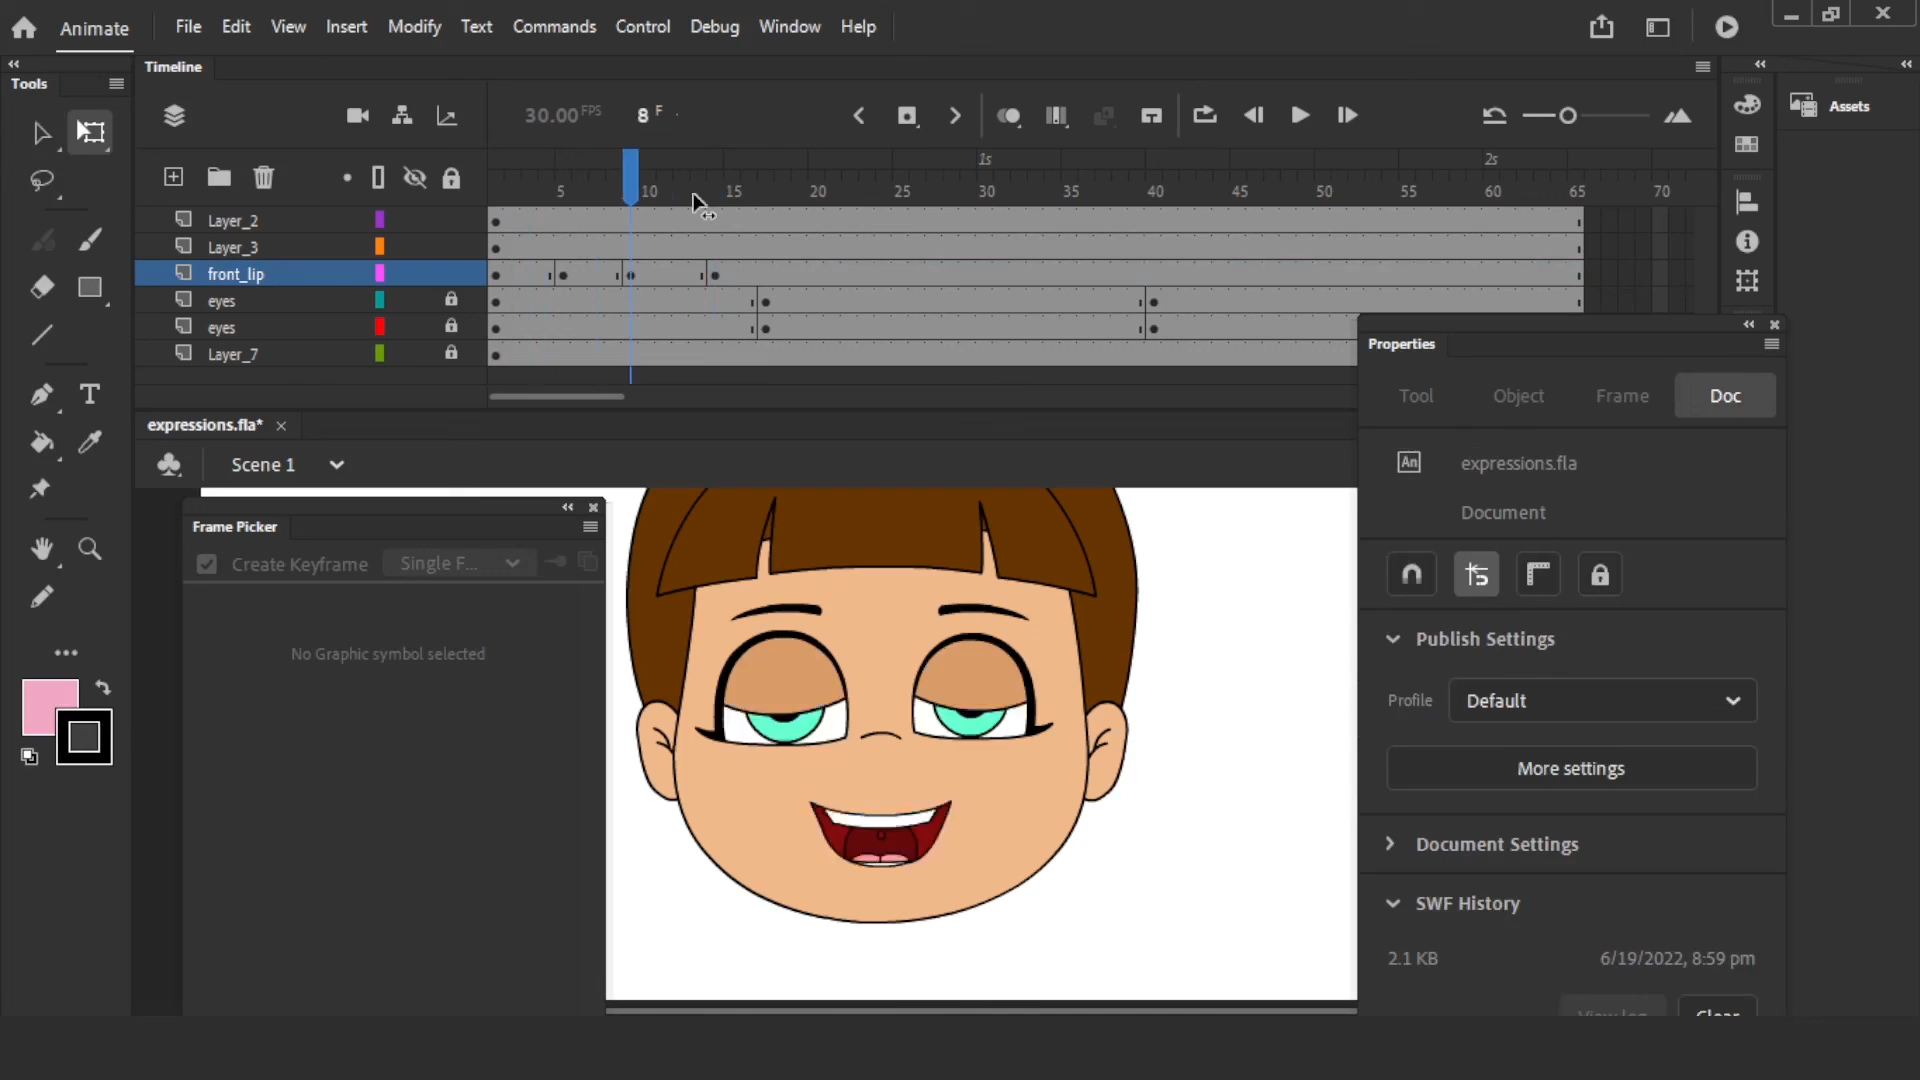 Animate File Edit View Insert Modify Text Commands Control Debug Window Help
Tools
Timeline
30.00 FPS 8 F
Assets
1s 2s
5 10 15 20 25 30 35 40 45 50 55 60 65 70
Layer_2
Layer_3
front_lip
eyes
eyes
Layer_7
Properties
Tool Object Frame Doc
expressions.fla*
Scene 1
An expressions.fla
Document
Frame Picker
Create Keyframe Single F...
No Graphic symbol selected
Publish Settings
Profile Default
More settings
Document Settings
SWF History
2.1 KB 6/19/2022, 8:59 pm
View log Clear